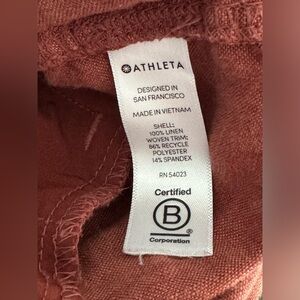 ATHLETA
DESIGNED IN
SAN FRANCISCO
MADE IN VIETNAM
SHELL:
100% LINEN
WOVEN TRIM:
86% RECYCLE
POLYESTER
14% SPANDEX
RN 54023
Certified
B
®
Corporation